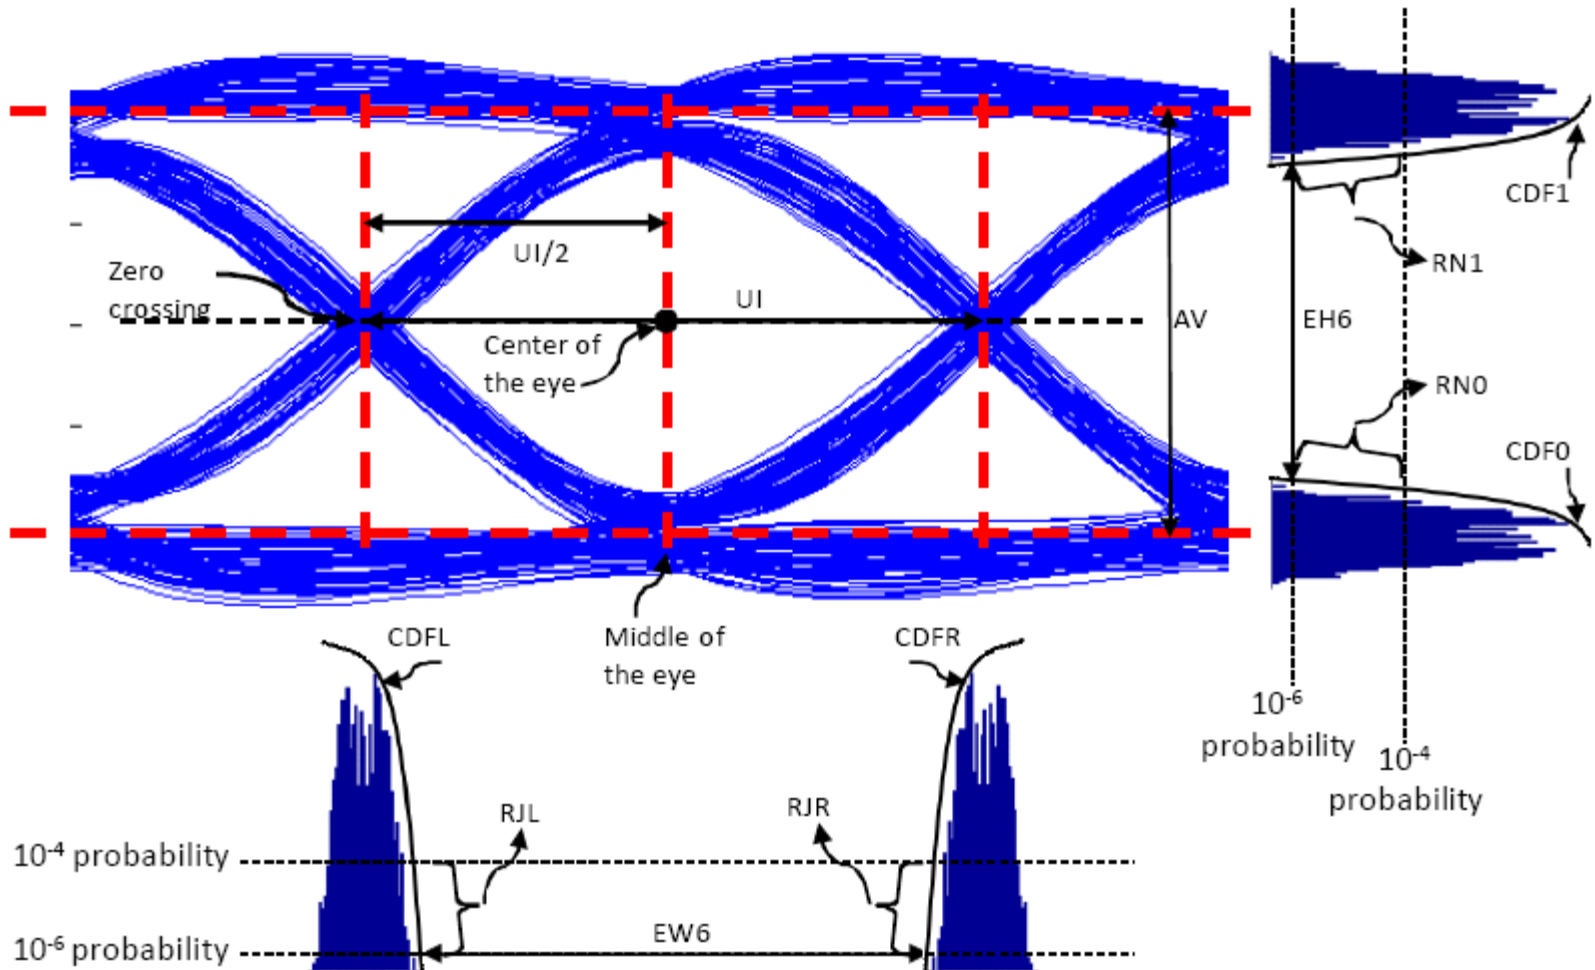 CDF1
UI/2
RN1
Zero
crossing
UI
AV
EH6
Center of
the eye
RN0
CDF0
CDFL
Middle of
the eye
CDFR
10⁻⁶
probability
10⁻⁴
probability
RJL
RJR
10⁻⁴ probability
EW6
10⁻⁶ probability